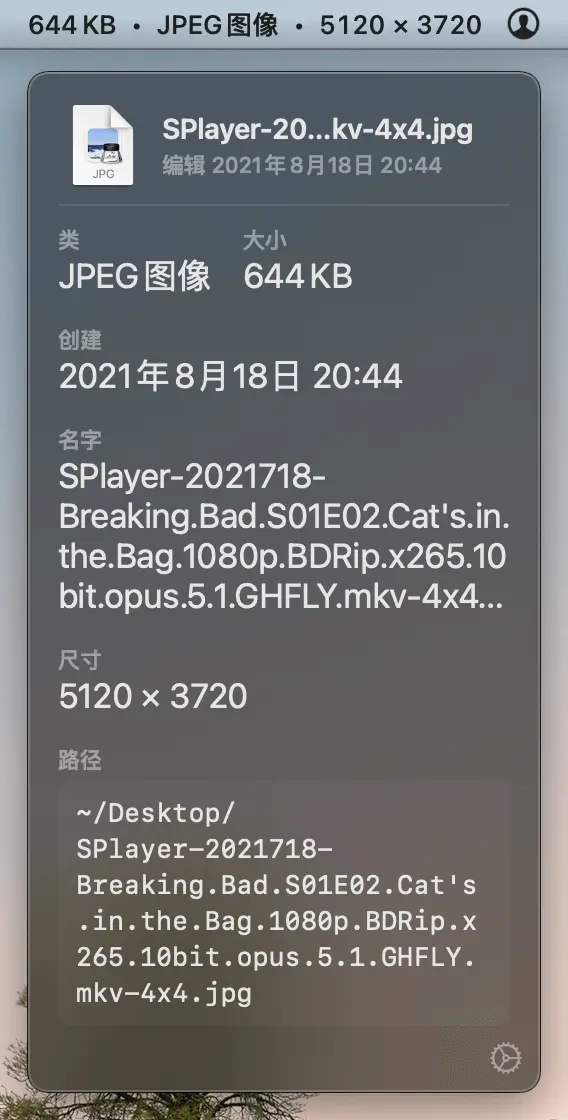 644 KB • JPEG图像 • 5120 × 3720
SPlayer-20...kv-4x4.jpg
编辑 2021年8月18日 20:44
JPG
类 大小
JPEG图像 644 KB
创建
2021年8月18日 20:44
名字
SPlayer-2021718-
Breaking.Bad.S01E02.Cat's.in.
the.Bag.1080p.BDRip.x265.10
bit.opus.5.1.GHFLY.mkv-4x4...
尺寸
5120 × 3720
路径
~/Desktop/
SPlayer-2021718-
Breaking.Bad.S01E02.Cat's
.in.the.Bag.1080p.BDRip.x
265.10bit.opus.5.1.GHFLY.
mkv-4x4.jpg